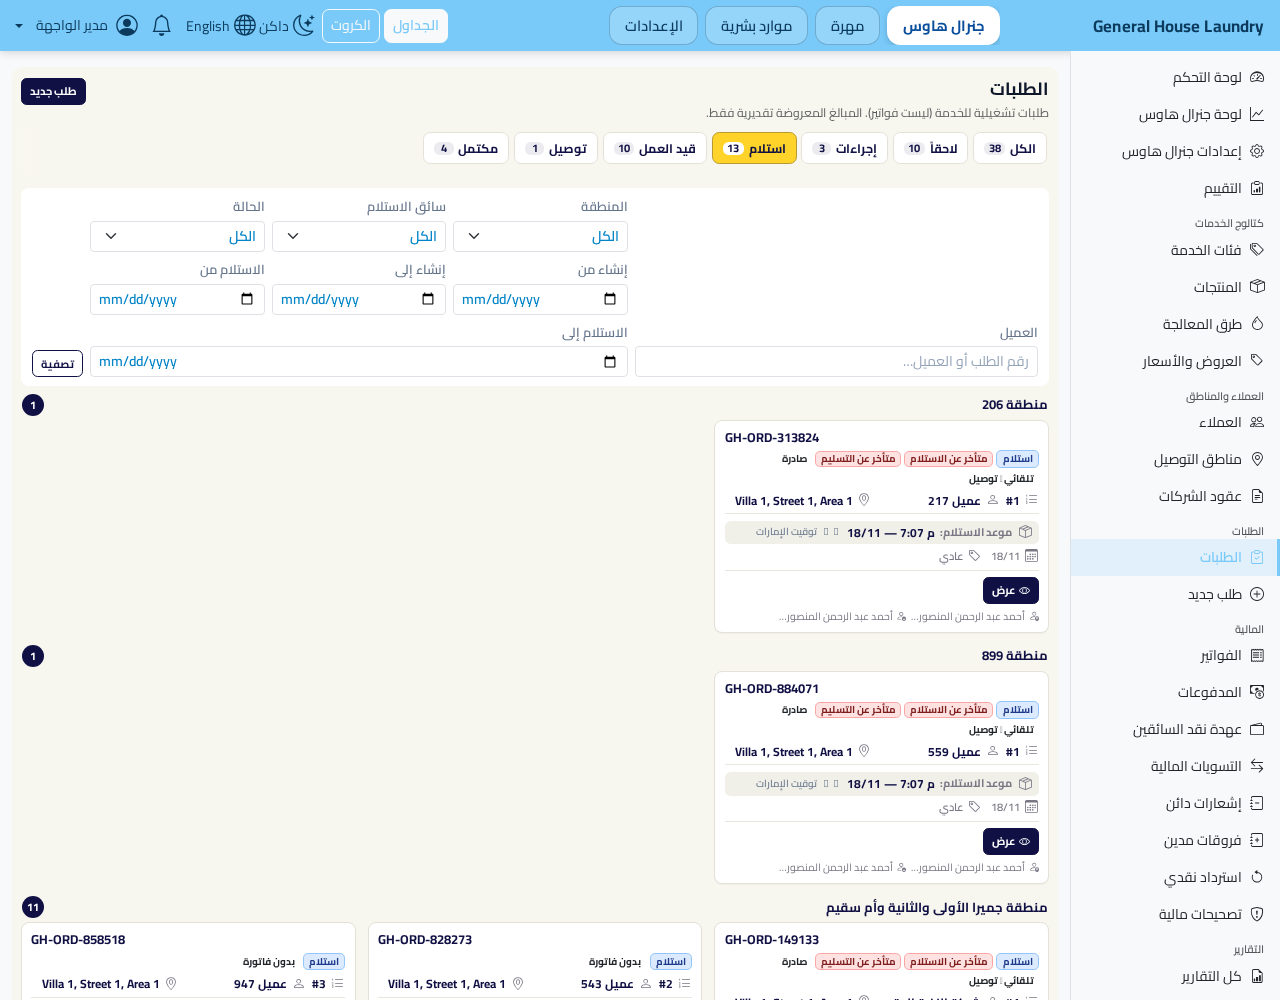 General House Laundry
جنرال هاوس
مهرة
موارد بشرية
الإعدادات
الجداول
الكروت
داكن
English
مدير الواجهة
لوحة التحكم
لوحة جنرال هاوس
إعدادات جنرال هاوس
التقييم
كتالوج الخدمات
فئات الخدمة
المنتجات
طرق المعالجة
العروض والأسعار
العملاء والمناطق
العملاء
مناطق التوصيل
عقود الشركات
الطلبات
الطلبات
طلب جديد
المالية
الفواتير
المدفوعات
عهدة نقد السائقين
التسويات المالية
إشعارات دائن
فروقات مدين
استرداد نقدي
تصحيحات مالية
التقارير
كل التقارير
الطلبات
طلب جديد
طلبات تشغيلية للخدمة (ليست فواتير). المبالغ المعروضة تقديرية فقط.
الكل 38
لاحقاً 10
إجراءات 3
استلام 13
قيد العمل 10
توصيل 1
مكتمل 4
المنطقة
سائق الاستلام
الحالة
الكل
الكل
الكل
إنشاء من
إنشاء إلى
الاستلام من
mm/dd/yyyy
mm/dd/yyyy
mm/dd/yyyy
العميل
الاستلام إلى
رقم الطلب أو العميل...
mm/dd/yyyy
تصفية
منطقة 206
1
GH-ORD-313824
استلام متأخر عن الاستلام متأخر عن التسليم صادرة
تلقائي | توصيل
#1 عميل 217 Villa 1, Street 1, Area 1
موعد الاستلام: 18/11 — 7:07 م توقيت الإمارات
18/11 عادي
عرض
أحمد عبد الرحمن المنصور... أحمد عبد الرحمن المنصور...
منطقة 899
1
GH-ORD-884071
استلام متأخر عن الاستلام متأخر عن التسليم صادرة
تلقائي | توصيل
#1 عميل 559 Villa 1, Street 1, Area 1
موعد الاستلام: 18/11 — 7:07 م توقيت الإمارات
18/11 عادي
عرض
أحمد عبد الرحمن المنصور... أحمد عبد الرحمن المنصور...
منطقة جميرا الأولى والثانية وأم سقيم
11
GH-ORD-149133
استلام متأخر عن الاستلام متأخر عن التسليم صادرة
تلقائي | توصيل
GH-ORD-828273
استلام بدون فاتورة
#2 عميل 543 Villa 1, Street 1, Area 1
GH-ORD-858518
استلام بدون فاتورة
#3 عميل 947 Villa 1, Street 1, Area 1